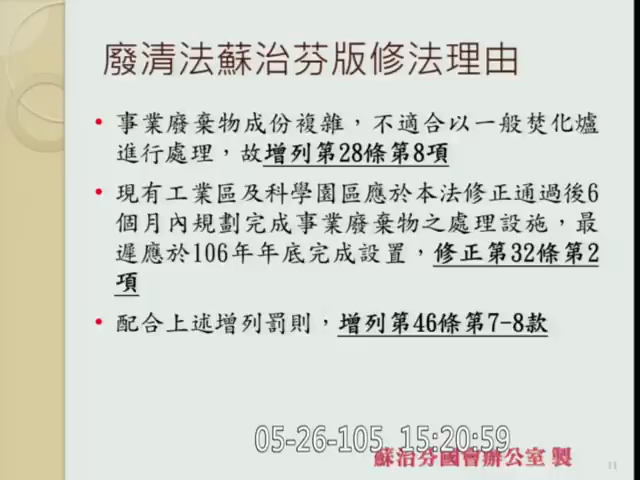 廢清法蘇治芬版修法理由
• 事業廢棄物成份複雜，不適合以一般焚化爐
進行處理，故增列第28條第8項
• 現有工業區及科學園區應於本法修正通過後6
個月內規劃完成事業廢棄物之處理設施，最
遲應於106年年底完成設置，修正第32條第2
項
• 配合上述增列罰則，增列第46條第7-8款
05-26-105 15:20:59
蘇治芬國會辦公室 製
11